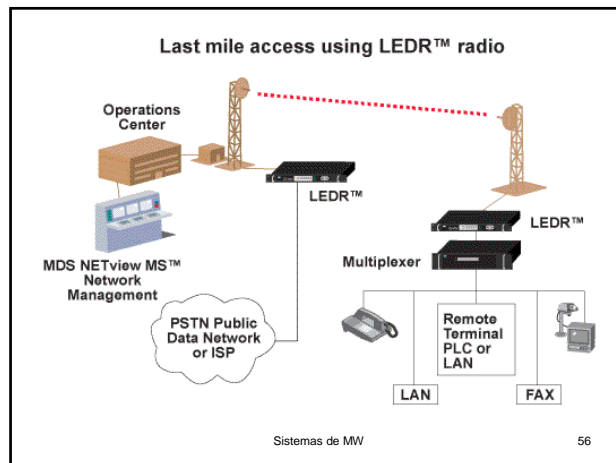 Last mile access using LEDR™ radio
Operations
Center
LEDR™
LEDR™
MDS NETview MS™
Network
Management
Multiplexer
PSTN Public
Data Network
or ISP
Remote
Terminal
PLC or
LAN
LAN
FAX
Sistemas de MW
56